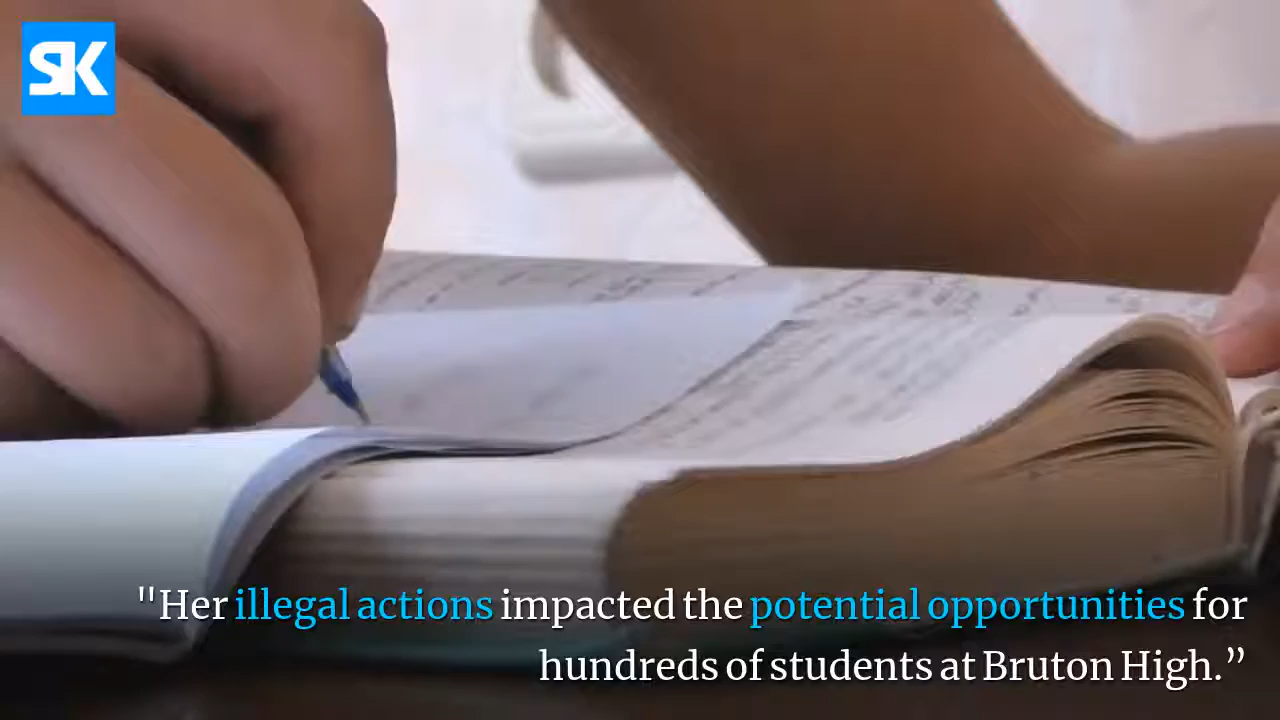 SK
"Her illegal actions impacted the potential opportunities for
hundreds of students at Bruton High.”